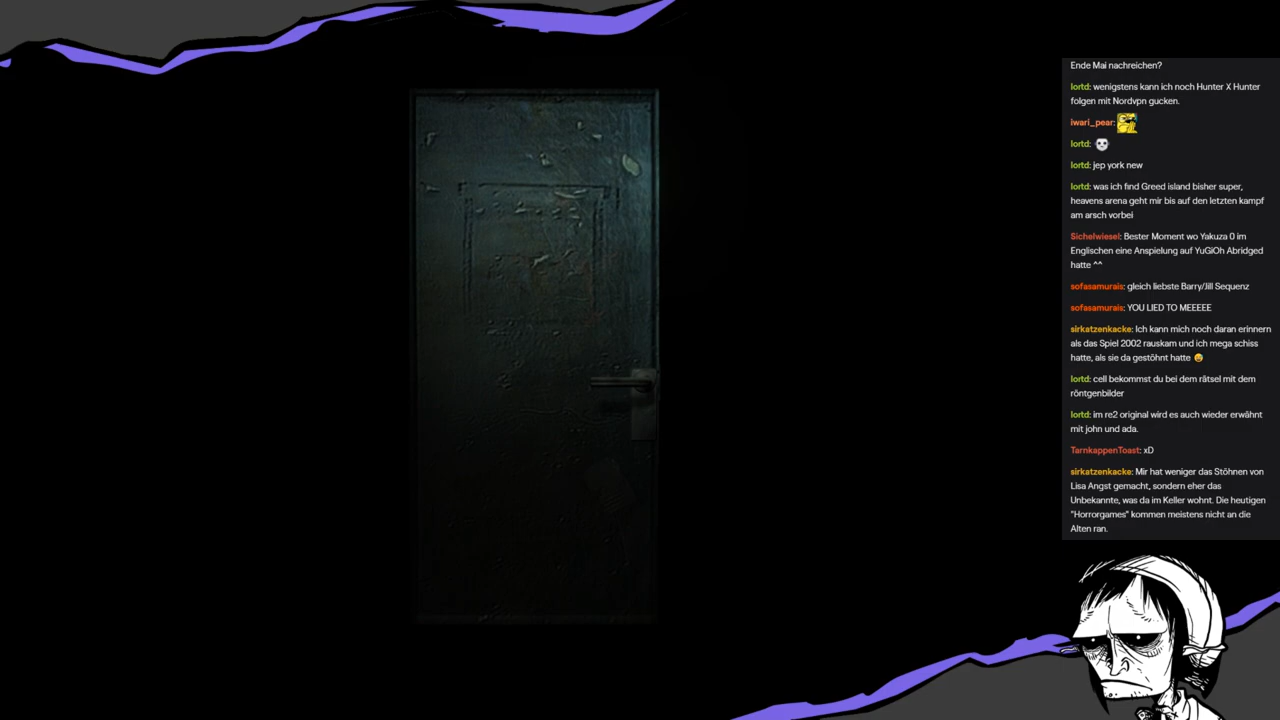 Ende Mai nachreichen?
lortd: wenigstens kann ich noch Hunter X Hunter
folgen mit Nordvpn gucken.
iwari_pear:
lortd:
lortd: jep york new
lortd: was ich find Greed island bisher super,
heavens arena geht mir bis auf den letzten kampf
am arsch vorbei
Sichelwiesel: Bester Moment wo Yakuza 0 im
Englischen eine Anspielung auf YuGiOh Abridged
hatte ^^
sofasamurais: gleich liebste Barry/Jill Sequenz
sofasamurais: YOU LIED TO MEEEEE
sirkatzenkacke: Ich kann mich noch daran erinnern
als das Spiel 2002 rauskam und ich mega schiss
hatte, als sie da gestöhnt hatte 😫
lortd: cell bekommst du bei dem rätsel mit dem
röntgenbilder
lortd: im re2 original wird es auch wieder erwähnt
mit john und ada.
TarnkappenToast: xD
sirkatzenkacke: Mir hat weniger das Stöhnen von
Lisa Angst gemacht, sondern eher das
Unbekannte, was da im Keller wohnt. Die heutigen
"Horrorgames" kommen meistens nicht an die
Alten ran.